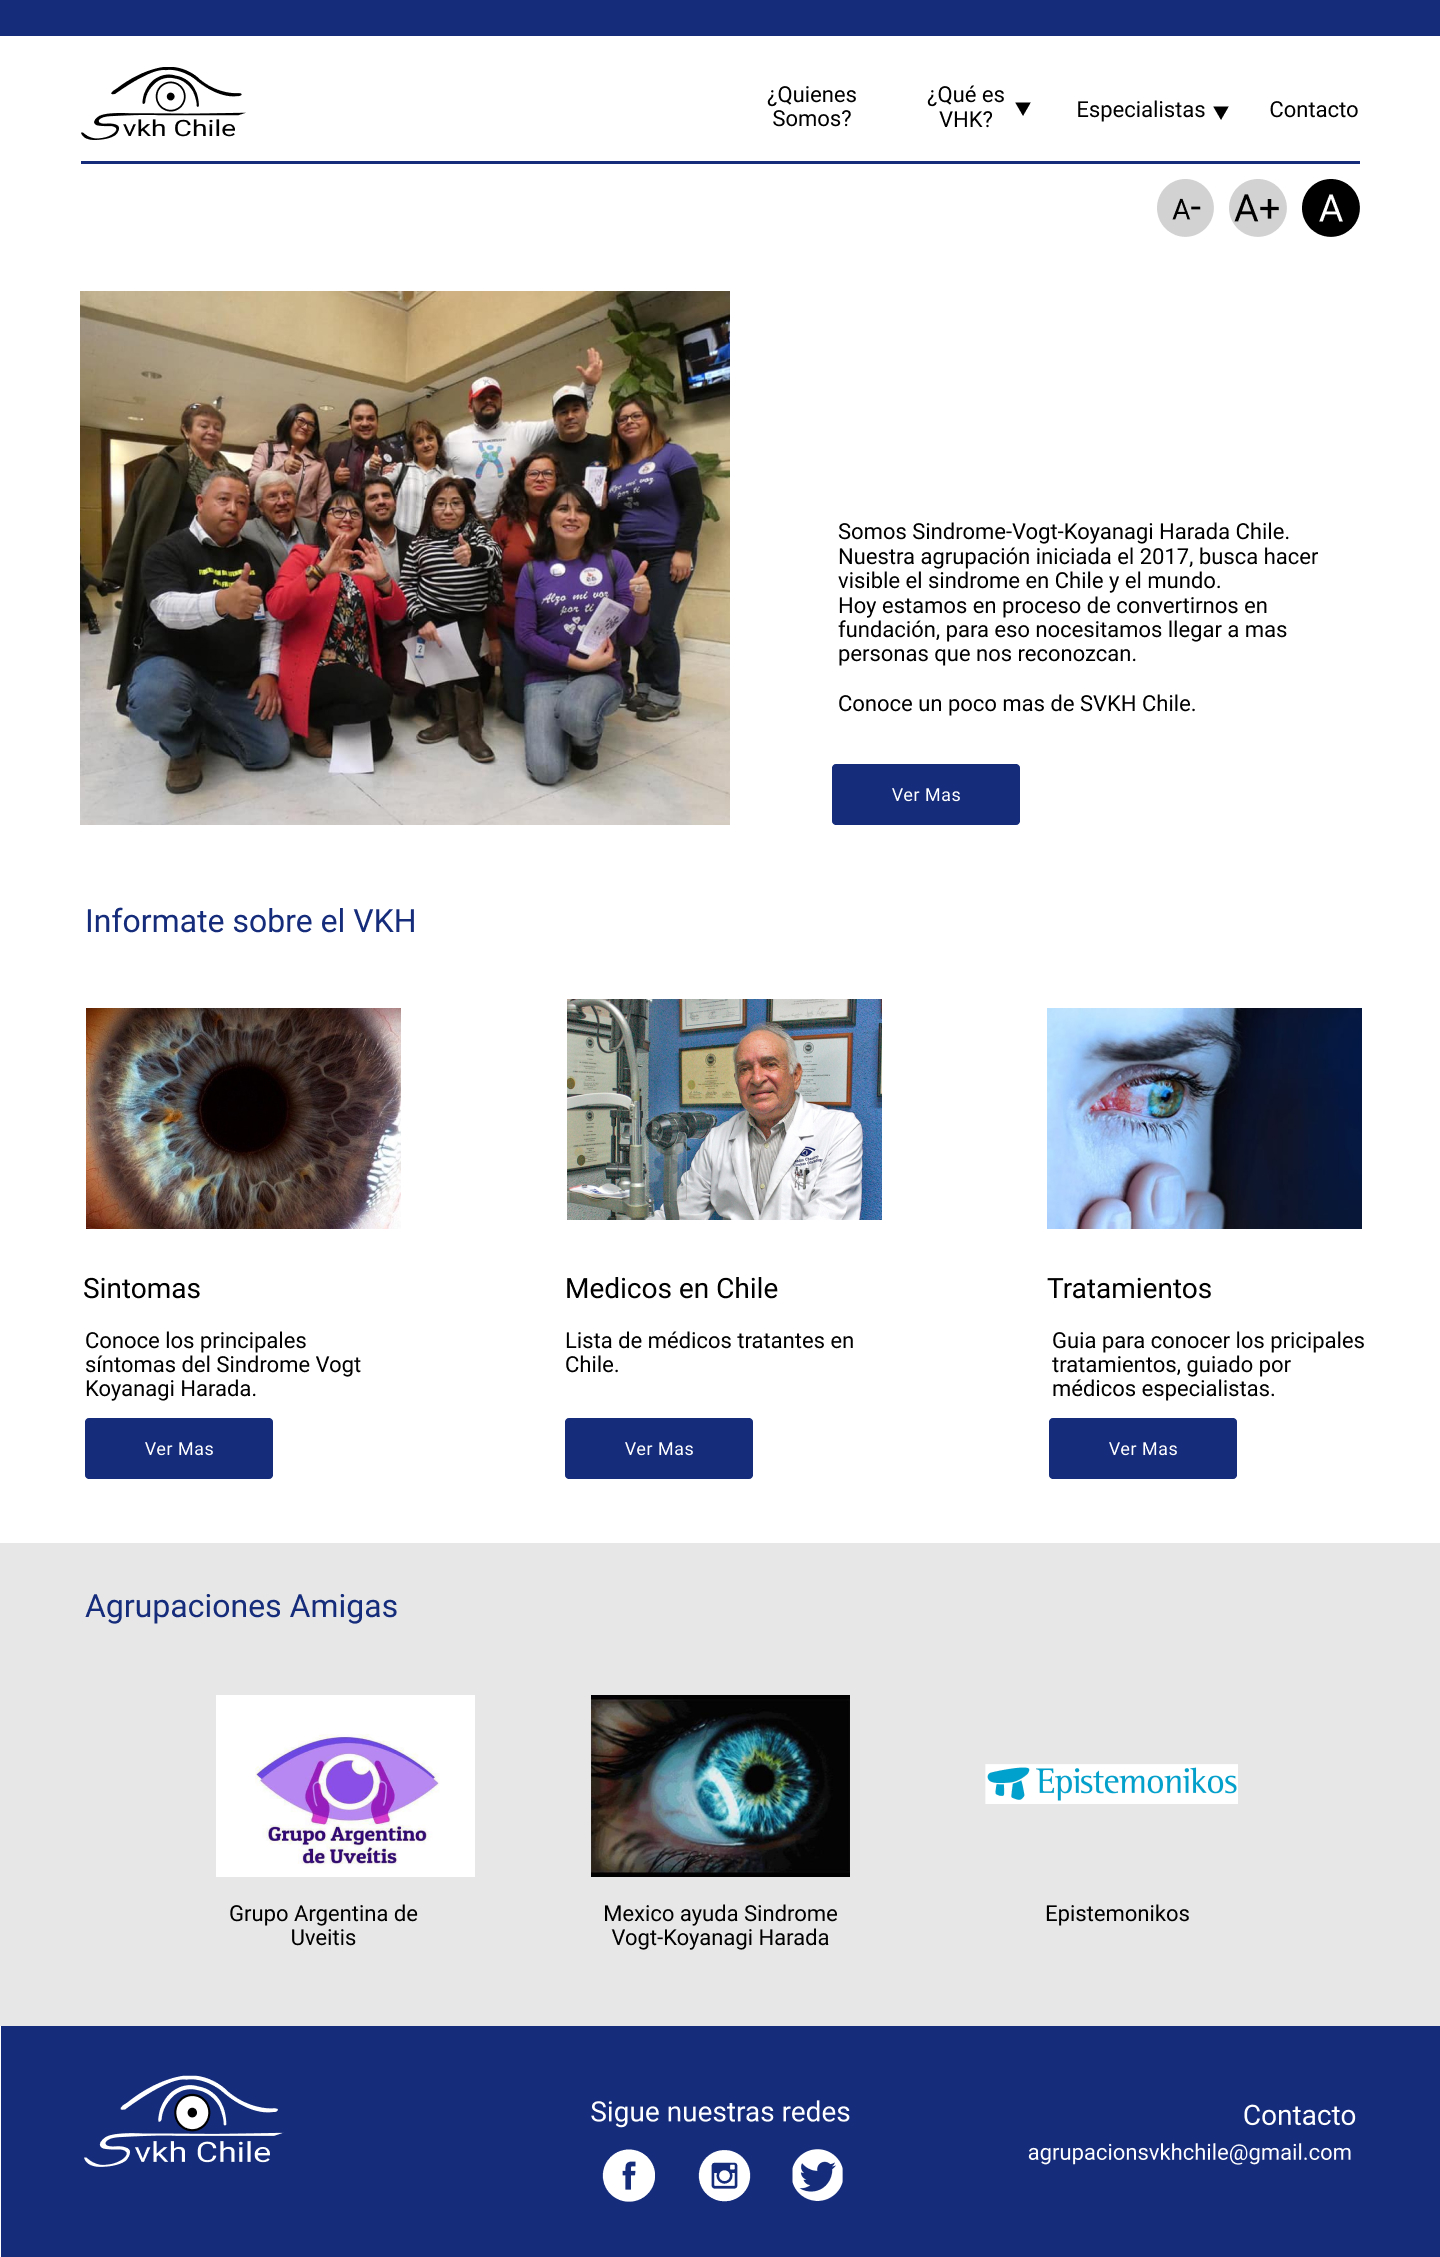 Svkh Chile
¿Quienes
Somos?
¿Qué es
VHK?
Especialistas
Contacto
A-
A+
A
Alzo mi voz
por ti
Alzo mi voz
por ti
Somos Sindrome-Vogt-Koyanagi Harada Chile.
Nuestra agrupación iniciada el 2017, busca hacer
visible el sindrome en Chile y el mundo.
Hoy estamos en proceso de convertirnos en
fundación, para eso nocesitamos llegar a mas
personas que nos reconozcan.
Conoce un poco mas de SVKH Chile.
Ver Mas
Informate sobre el VKH
Sintomas
Medicos en Chile
Tratamientos
Conoce los principales
síntomas del Sindrome Vogt
Koyanagi Harada.
Lista de médicos tratantes en
Chile.
Guia para conocer los pricipales
tratamientos, guiado por
médicos especialistas.
Ver Mas
Ver Mas
Ver Mas
Agrupaciones Amigas
Grupo Argentino
de Uveítis
Epistemonikos
Grupo Argentina de
Uveitis
Mexico ayuda Sindrome
Vogt-Koyanagi Harada
Epistemonikos
Svkh Chile
Sigue nuestras redes
Contacto
agrupacionsvkhchile@gmail.com